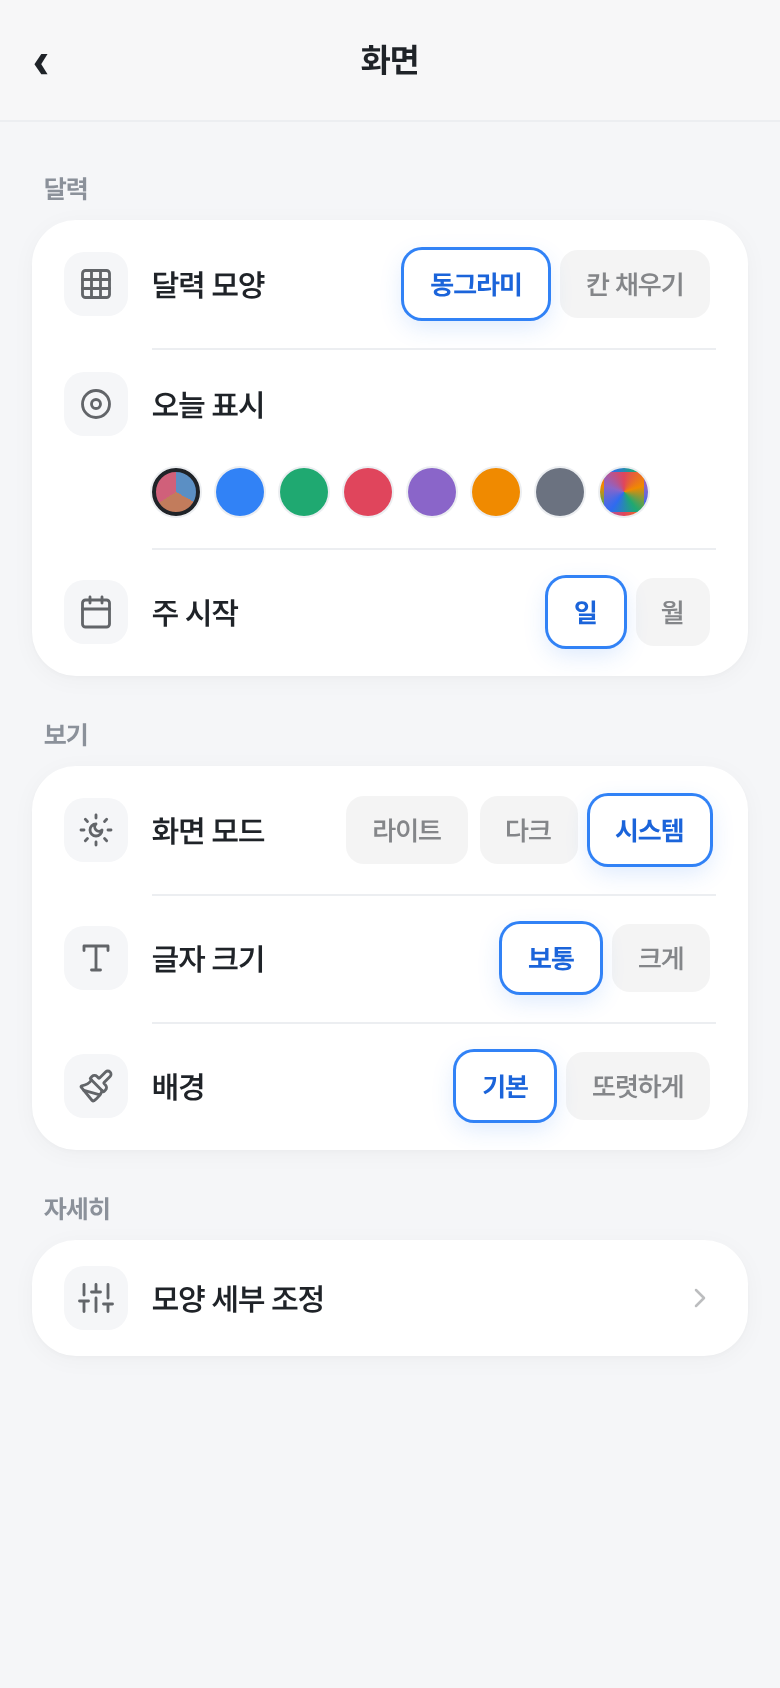 화면
달력
달력 모양 동그라미 칸 채우기
오늘 표시
주 시작 일 월
보기
화면 모드 라이트 다크 시스템
글자 크기 보통 크게
배경 기본 또렷하게
자세히
모양 세부 조정